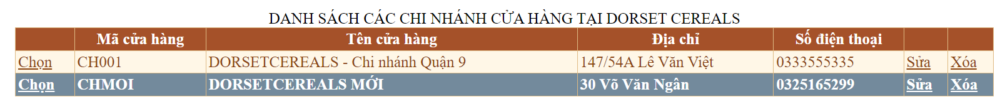 DANH SÁCH CÁC CHI NHÁNH CỬA HÀNG TẠI DORSET CEREALS
Mã cửa hàng Tên cửa hàng Địa chỉ Số điện thoại
Chọn CH001 DORSETCEREALS - Chi nhánh Quận 9 147/54A Lê Văn Việt 0333555335 Sửa Xóa
Chọn CHMOI DORSETCEREALS MỚI 30 Võ Văn Ngân 0325165299 Sửa Xóa